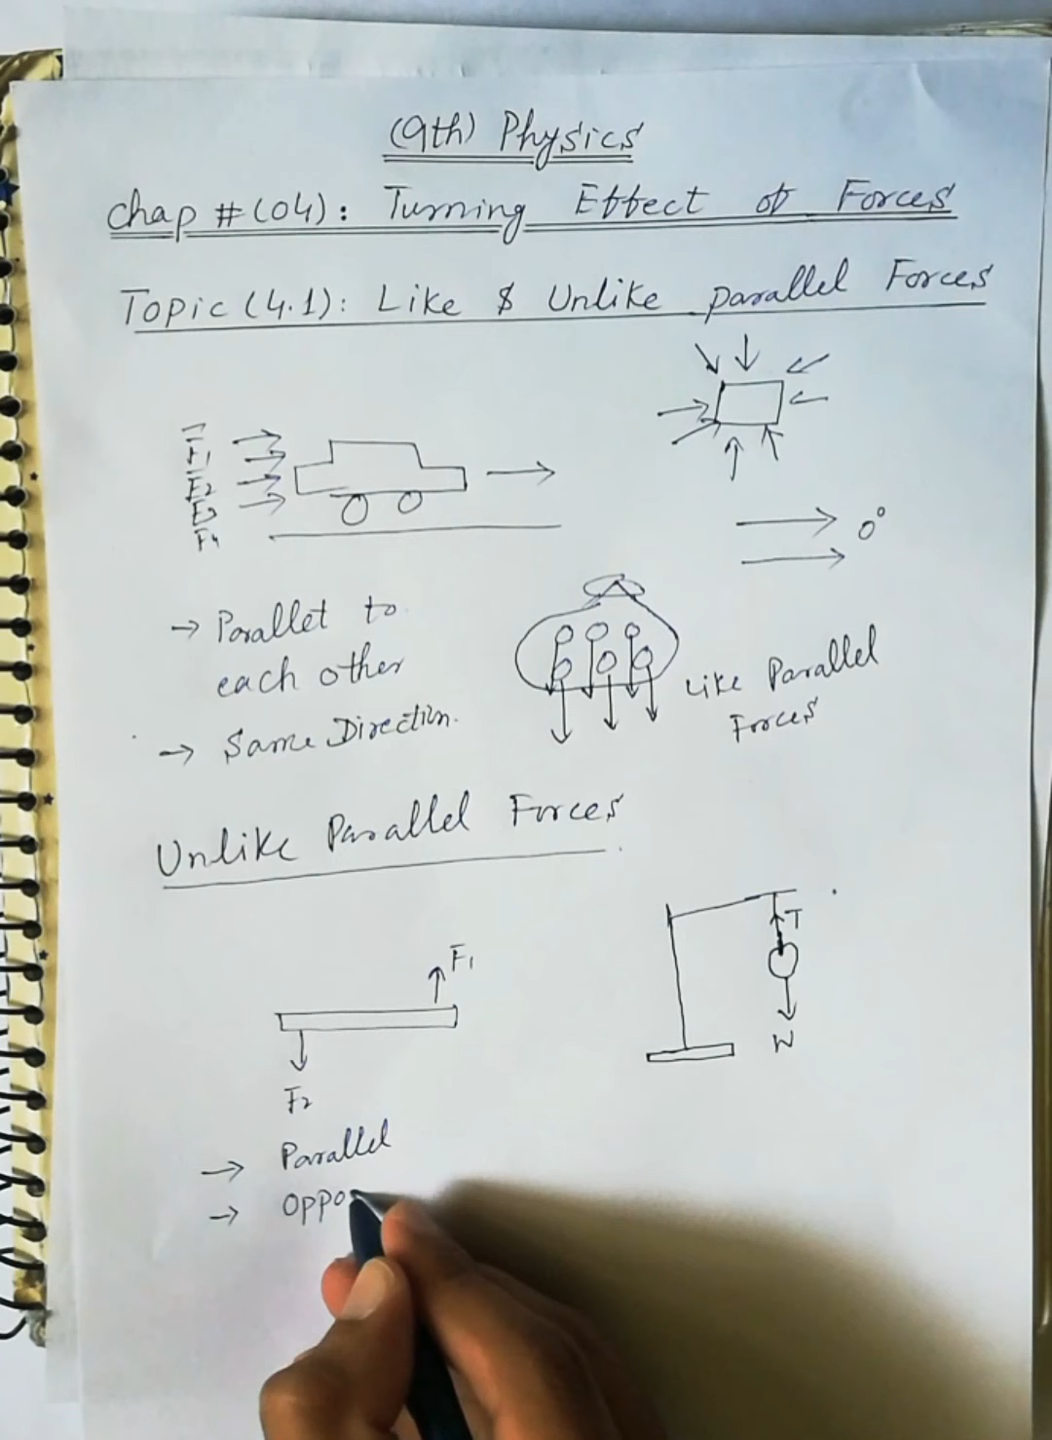 (9th) Physics
Chap # (04): Turning Effect of Forces
Topic (4.1): Like & Unlike parallel Forces
F1
F2
F3
F4
0°
→ Parallel to
each other
→ Same Direction.
Like Parallel
Forces
Unlike Parallel Forces
F1
F2
T
W
→ Parallel
→ Oppo